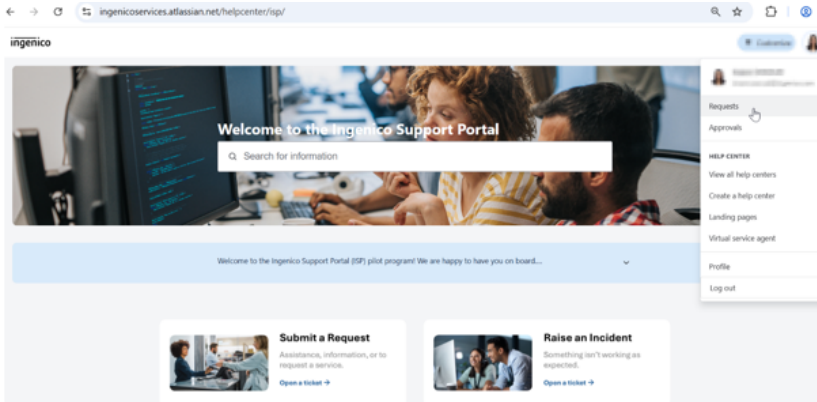 ingenicoservices.atlassian.net/helpcenter/isp/
ingenico
Customize
Requests
Approvals
HELP CENTER
View all help centers
Create a help center
Landing pages
Virtual service agent
Profile
Log out
Welcome to the Ingenico Support Portal
Search for information
Welcome to the Ingenico Support Portal (ISP) pilot program! We are happy to have you on board....
Submit a Request
Assistance, information, or to
request a service.
Open a ticket →
Raise an Incident
Something isn't working as
expected.
Open a ticket →